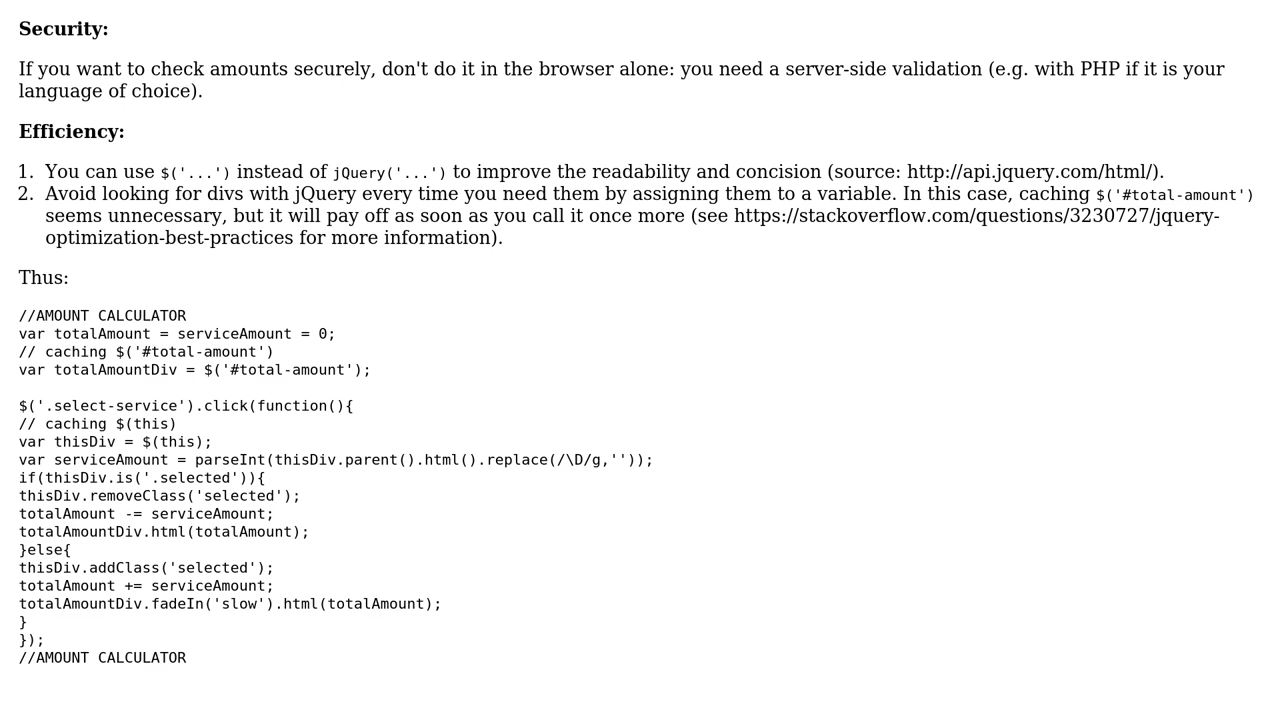 Security:
If you want to check amounts securely, don't do it in the browser alone: you need a server-side validation (e.g. with PHP if it is your
language of choice).
Efficiency:
1. You can use $('...') instead of jQuery('...') to improve the readability and concision (source: http://api.jquery.com/html/).
2. Avoid looking for divs with jQuery every time you need them by assigning them to a variable. In this case, caching $('#total-amount')
seems unnecessary, but it will pay off as soon as you call it once more (see https://stackoverflow.com/questions/3230727/jquery-
optimization-best-practices for more information).
Thus:
//AMOUNT CALCULATOR
var totalAmount = serviceAmount = 0;
// caching $('#total-amount')
var totalAmountDiv = $('#total-amount');
$('.select-service').click(function(){
// caching $(this)
var thisDiv = $(this);
var serviceAmount = parseInt(thisDiv.parent().html().replace(/\D/g,''));
if(thisDiv.is('.selected')){
thisDiv.removeClass('selected');
totalAmount -= serviceAmount;
totalAmountDiv.html(totalAmount);
}else{
thisDiv.addClass('selected');
totalAmount += serviceAmount;
totalAmountDiv.fadeIn('slow').html(totalAmount);
}
});
//AMOUNT CALCULATOR